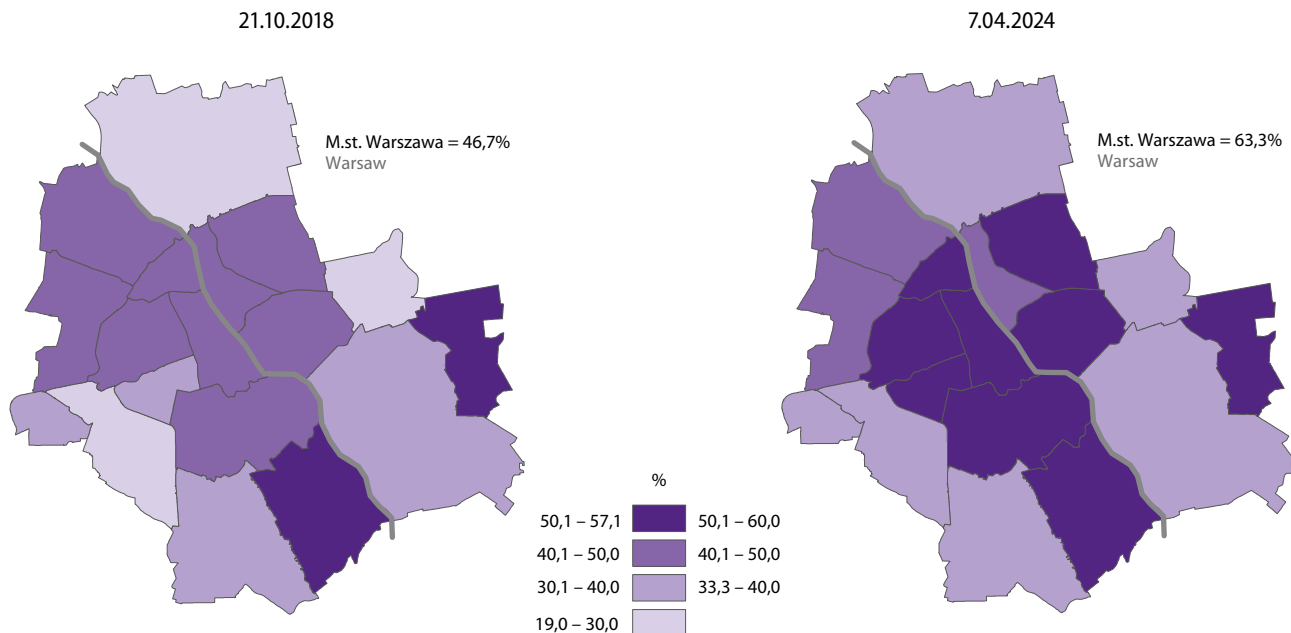 21.10.2018
7.04.2024
M.st. Warszawa = 46,7%
Warsaw
M.st. Warszawa = 63,3%
Warsaw
%
50,1 – 57,1 50,1 – 60,0
40,1 – 50,0 40,1 – 50,0
30,1 – 40,0 33,3 – 40,0
19,0 – 30,0